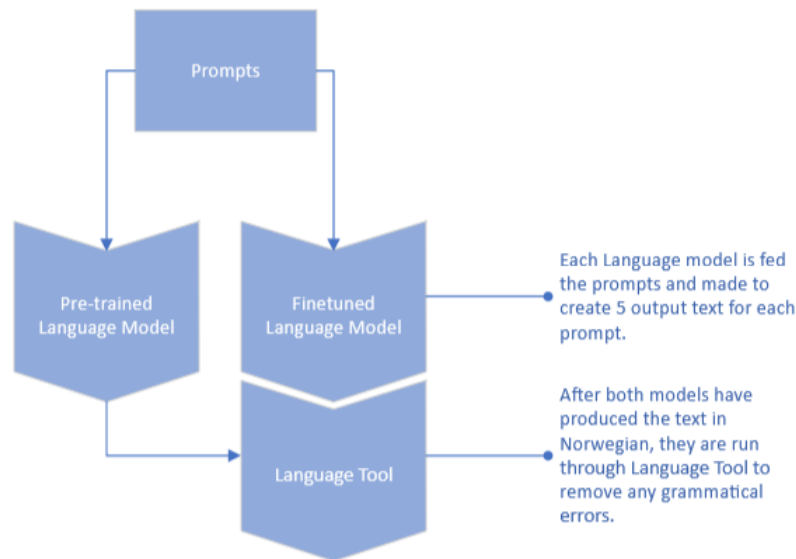 Prompts
Pre-trained
Language Model
Finetuned
Language Model
Each Language model is fed
the prompts and made to
create 5 output text for each
prompt.
Language Tool
After both models have
produced the text in
Norwegian, they are run
through Language Tool to
remove any grammatical
errors.